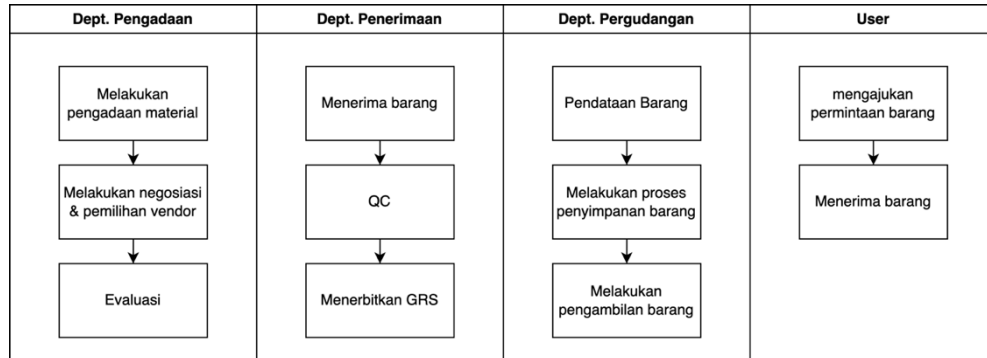 Dept. Pengadaan
Dept. Penerimaan
Dept. Pergudangan
User
Melakukan
pengadaan material
Melakukan negosiasi
& pemilihan vendor
Evaluasi
Menerima barang
QC
Menerbitkan GRS
Pendataan Barang
Melakukan proses
penyimpanan barang
Melakukan
pengambilan barang
mengajukan
permintaan barang
Menerima barang